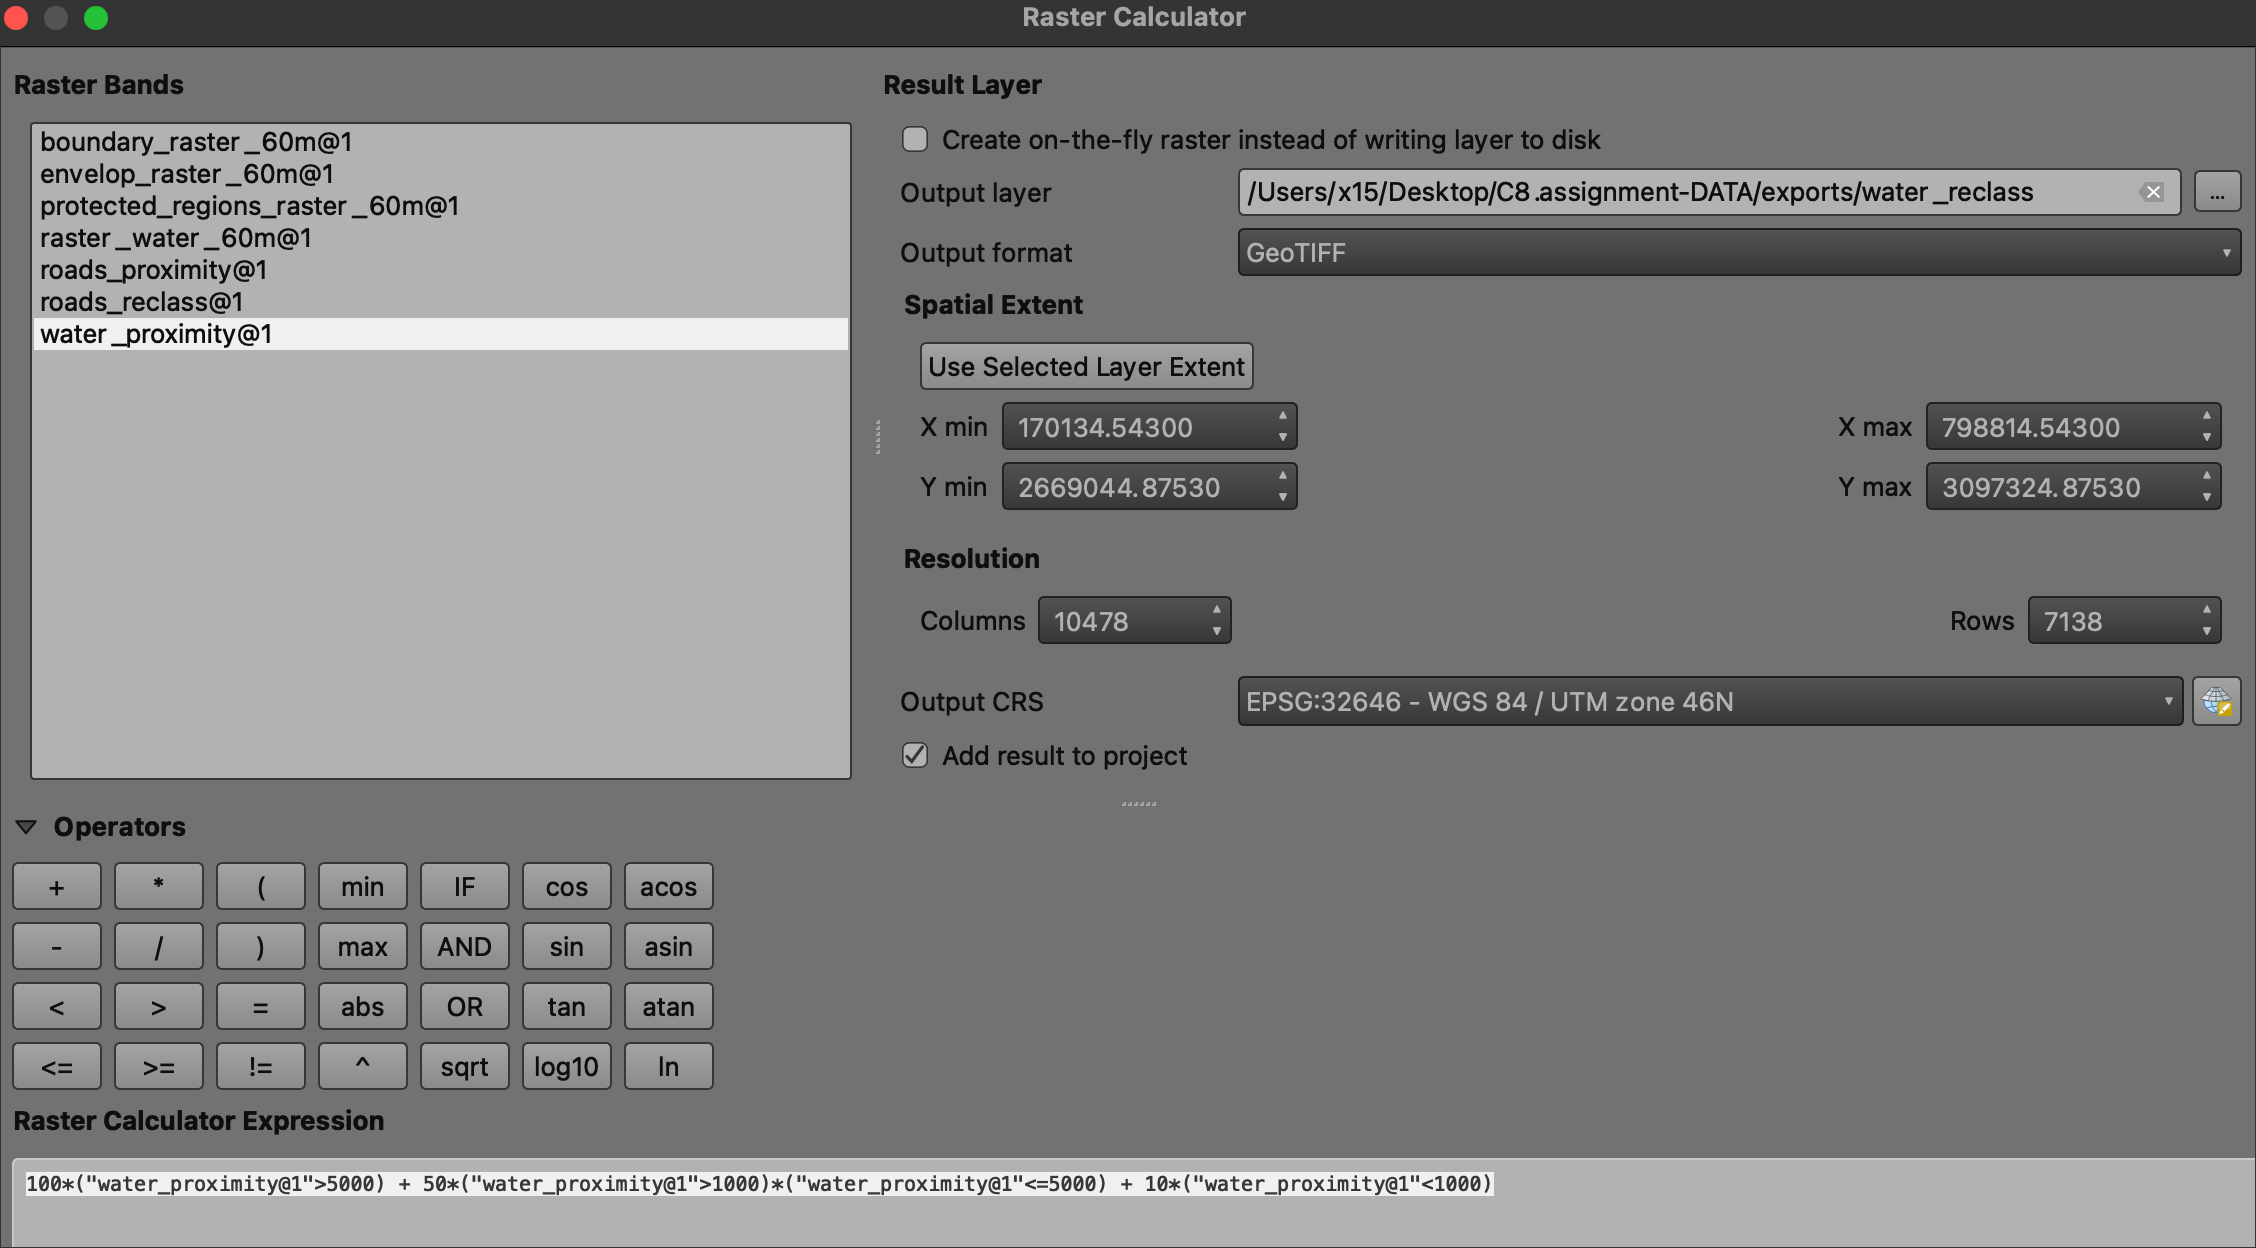 Raster Calculator
Raster Bands
boundary_raster_60m@1
envelop_raster_60m@1
protected_regions_raster_60m@1
raster_water_60m@1
roads_proximity@1
roads_reclass@1
water_proximity@1
Result Layer
Create on-the-fly raster instead of writing layer to disk
Output layer /Users/x15/Desktop/C8.assignment-DATA/exports/water_reclass ...
Output format GeoTIFF
Spatial Extent
Use Selected Layer Extent
X min 170134.54300 X max 798814.54300
Y min 2669044.87530 Y max 3097324.87530
Resolution
Columns 10478 Rows 7138
Output CRS EPSG:32646 - WGS 84 / UTM zone 46N
Add result to project
Operators
+ * ( min IF cos acos
- / ) max AND sin asin
< > = abs OR tan atan
<= >= != ^ sqrt log10 ln
Raster Calculator Expression
100*("water_proximity@1">5000) + 50*("water_proximity@1">1000)*("water_proximity@1"<=5000) + 10*("water_proximity@1"<1000)